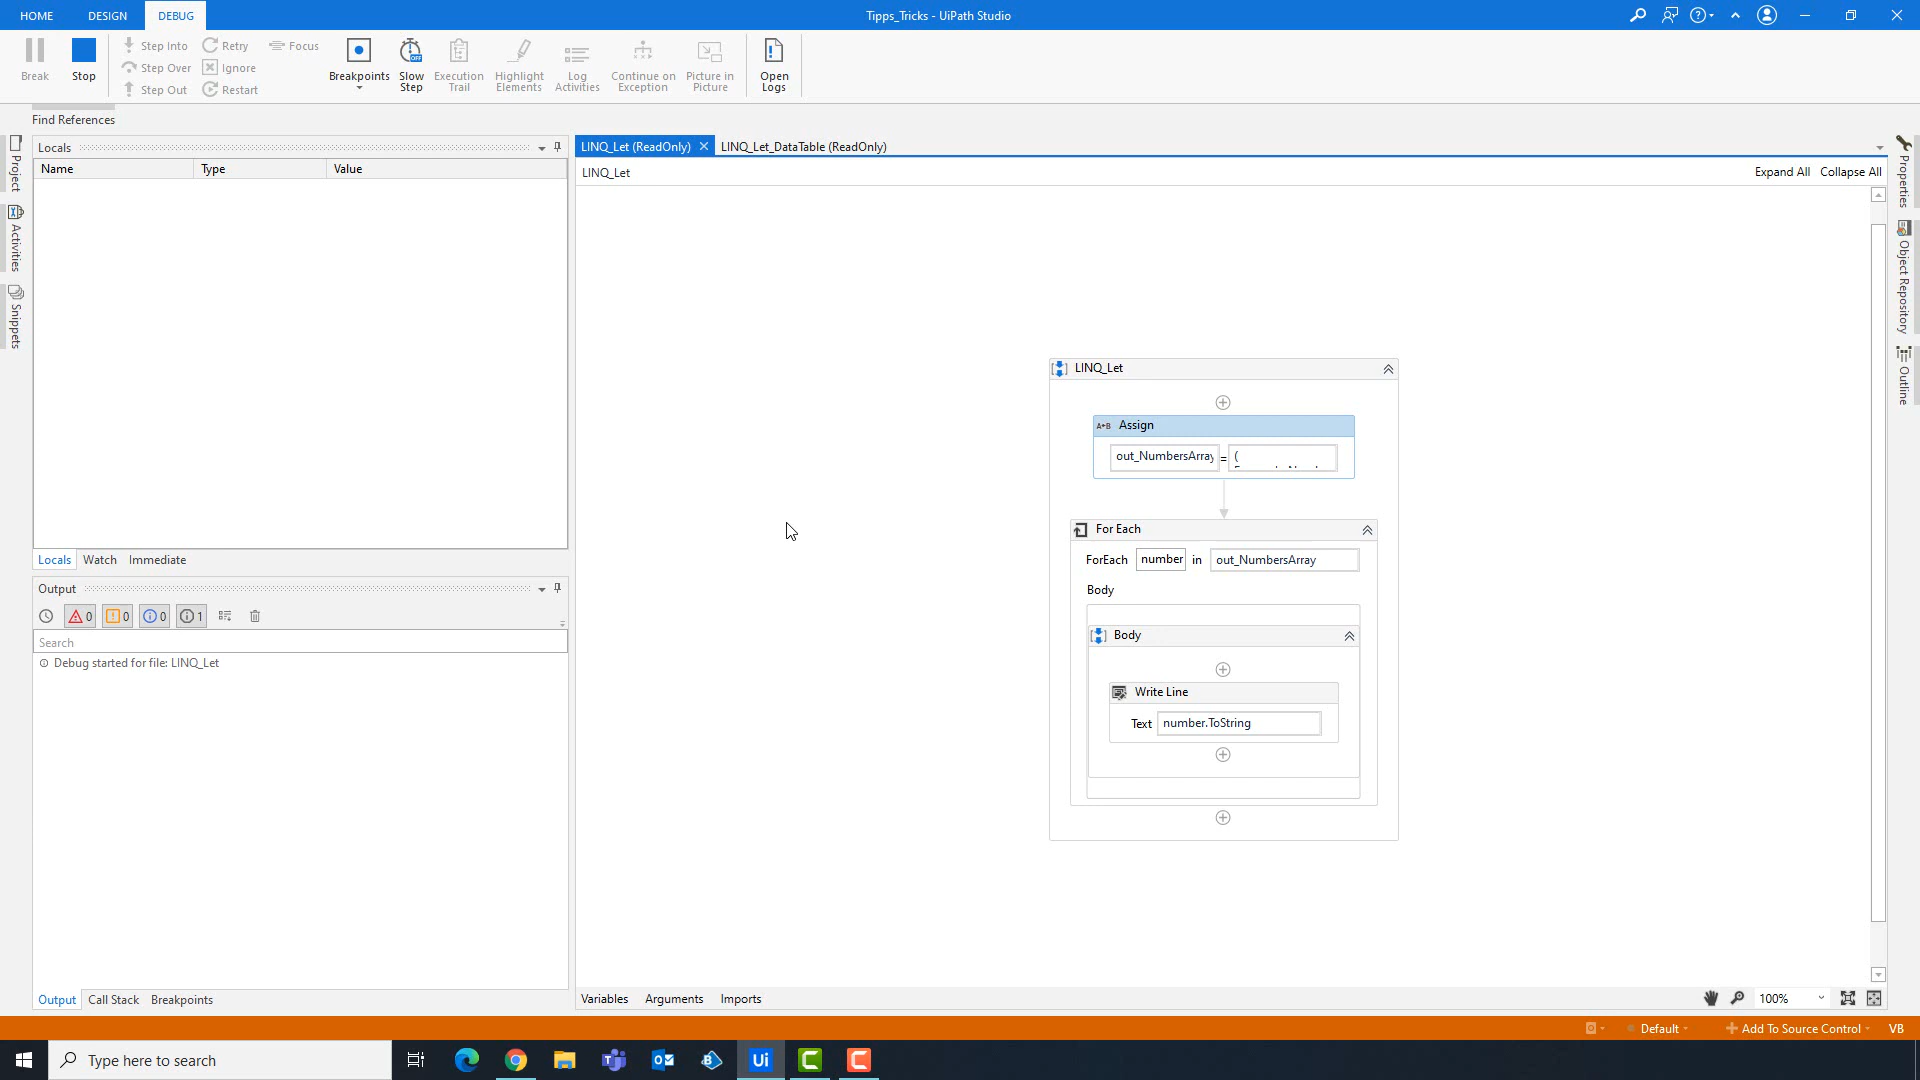 HOME DESIGN DEBUG Tipps_Tricks - UiPath Studio
Break
Stop
Step Into
Step Over
Step Out
Retry
Ignore
Restart
Focus
Breakpoints
Slow Step
Execution Trail
Highlight Elements
Log Activities
Continue on Exception
Picture in Picture
Open Logs
Find References
Project
Activities
Snippets
Locals
Name Type Value
Locals Watch Immediate
Output
0 0 0 1
Search
Debug started for file: LINQ_Let
Output Call Stack Breakpoints
LINQ_Let (ReadOnly) LINQ_Let_DataTable (ReadOnly)
LINQ_Let Expand All Collapse All
LINQ_Let
A+B Assign
out_NumbersArray = (
For Each
ForEach number in out_NumbersArray
Body
Body
Write Line
Text number.ToString
Variables Arguments Imports
100%
Properties
Object Repository
Outline
Default Add To Source Control VB
Type here to search
Ui